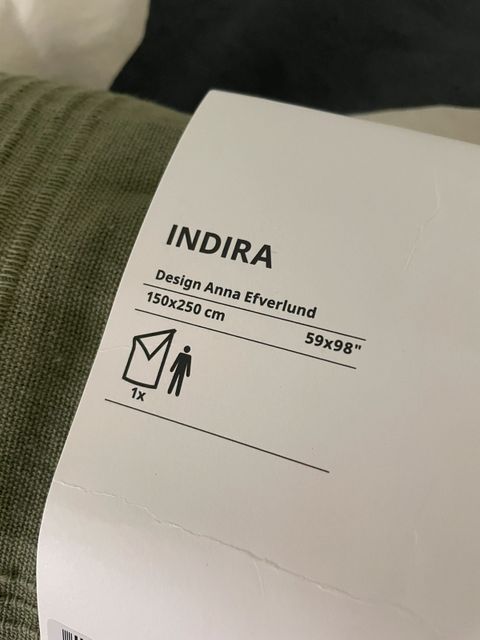 INDIRA
Design Anna Efverlund
150x250 cm 59x98"
1x